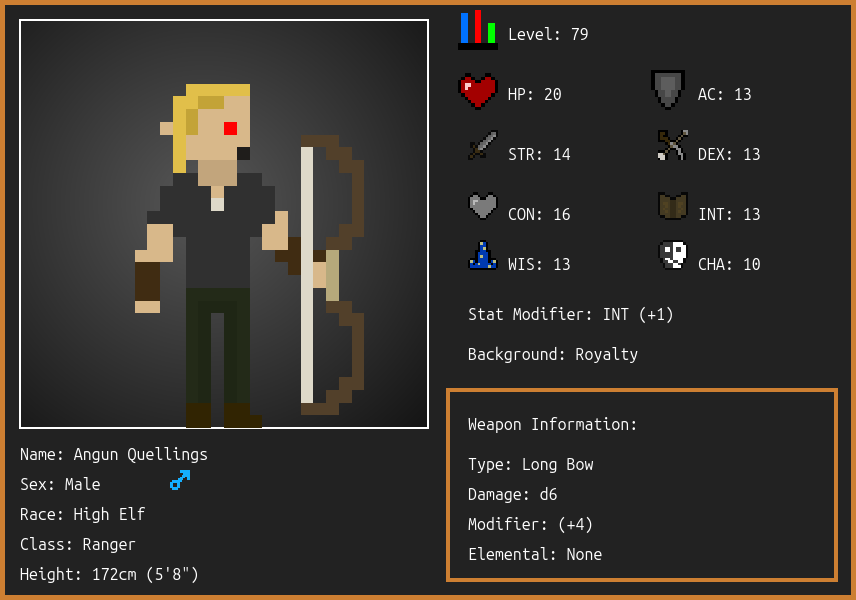 Level: 79
HP: 20
AC: 13
STR: 14
DEX: 13
CON: 16
INT: 13
WIS: 13
CHA: 10
Stat Modifier: INT (+1)
Background: Royalty
Weapon Information:
Type: Long Bow
Damage: d6
Modifier: (+4)
Elemental: None
Name: Angun Quellings
Sex: Male
Race: High Elf
Class: Ranger
Height: 172cm (5'8")